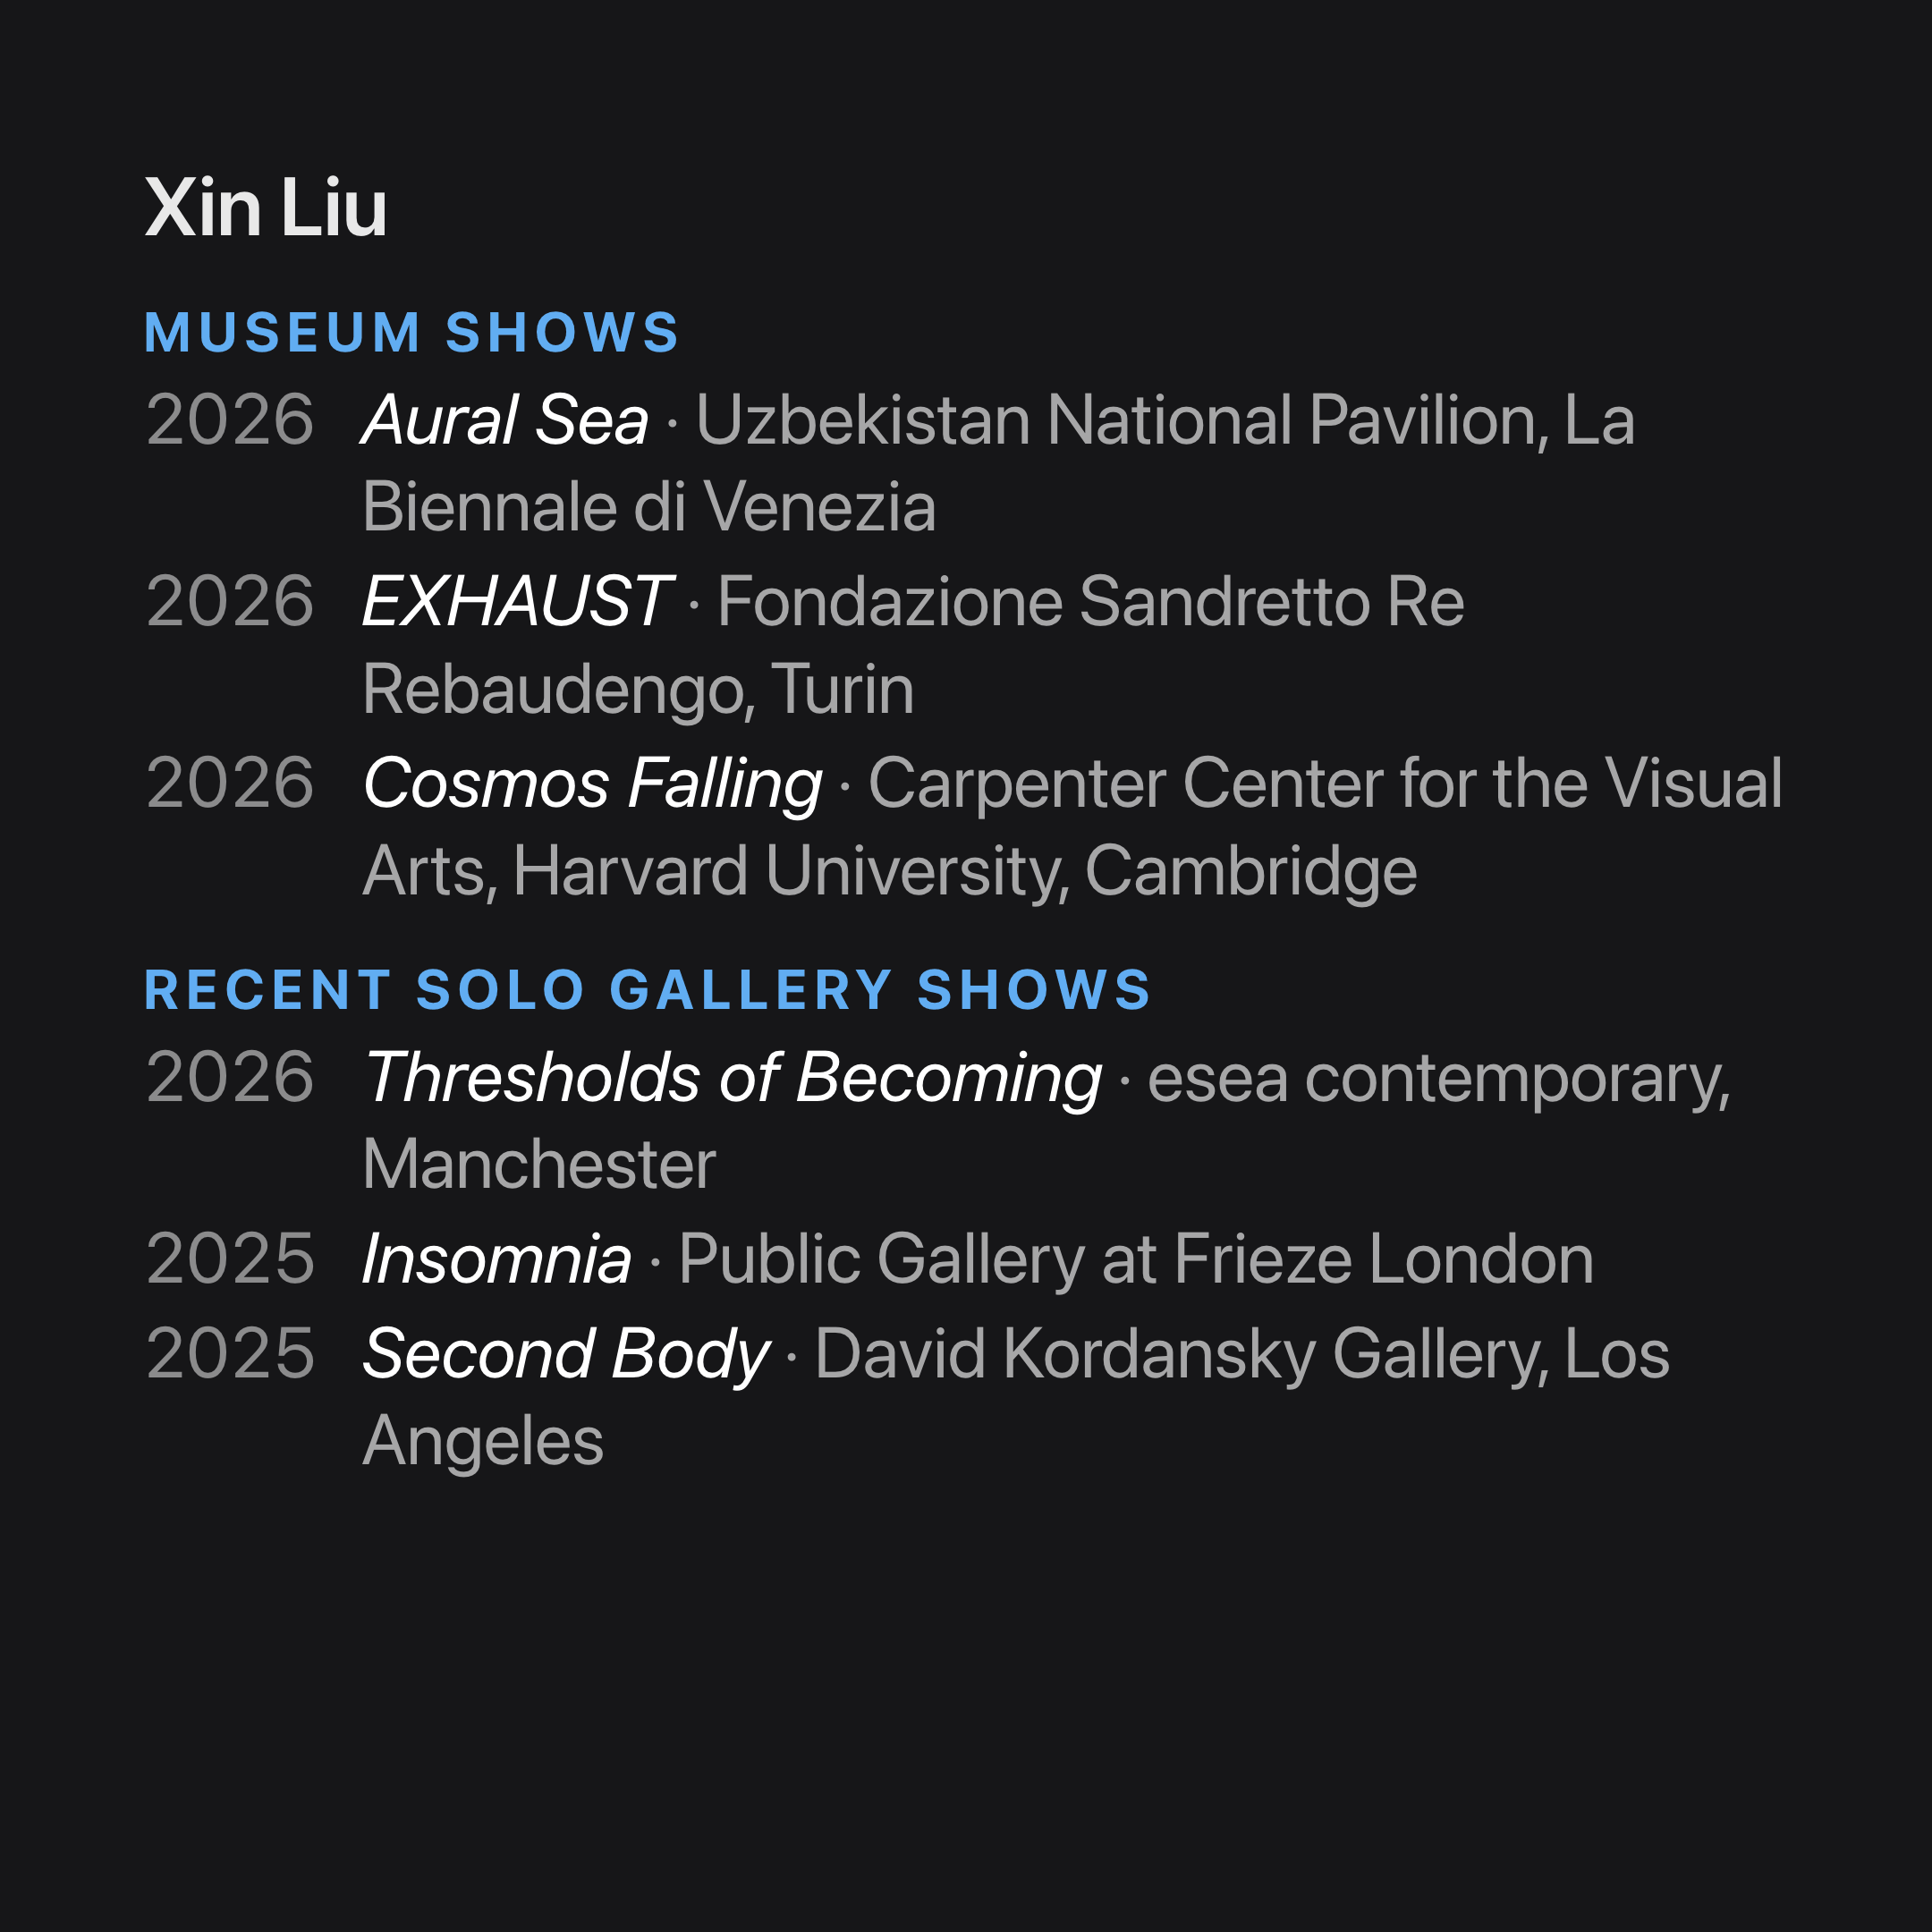 Xin Liu
MUSEUM SHOWS
2026 Aural Sea · Uzbekistan National Pavilion, La
Biennale di Venezia
2026 EXHAUST · Fondazione Sandretto Re
Rebaudengo, Turin
2026 Cosmos Falling · Carpenter Center for the Visual
Arts, Harvard University, Cambridge
RECENT SOLO GALLERY SHOWS
2026 Thresholds of Becoming · esea contemporary,
Manchester
2025 Insomnia · Public Gallery at Frieze London
2025 Second Body · David Kordansky Gallery, Los
Angeles